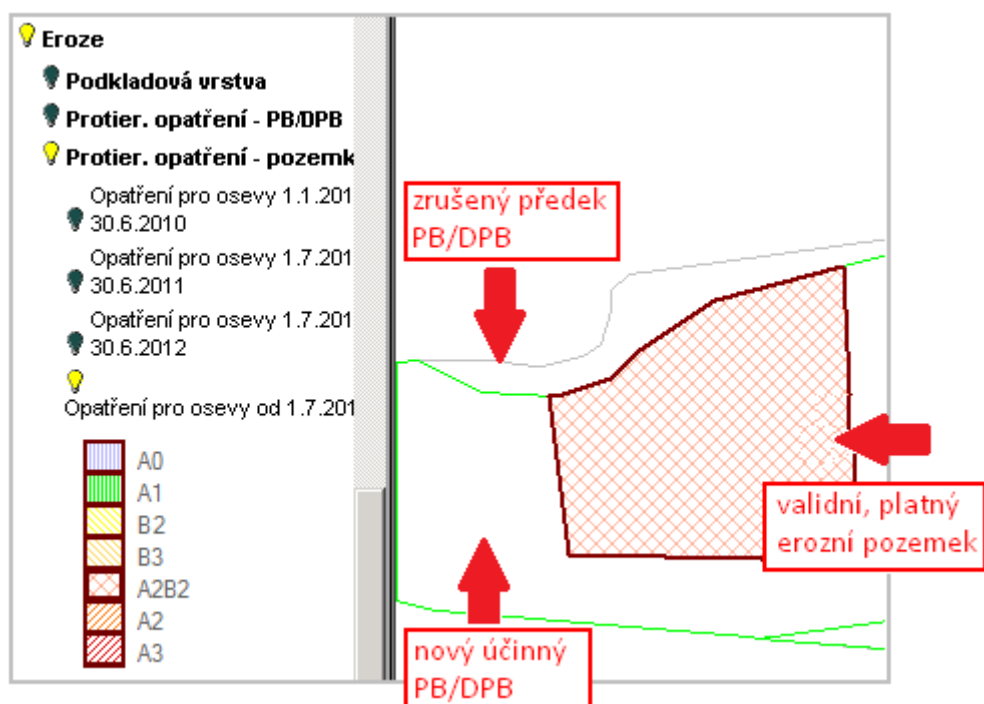 Eroze
Podkladová vrstva
Protier. opatření - PB/DPB
Protier. opatření - pozemk
Opatření pro osevy 1.1.201
30.6.2010
Opatření pro osevy 1.7.201
30.6.2011
Opatření pro osevy 1.7.201
30.6.2012
Opatření pro osevy od 1.7.201
A0
A1
B2
B3
A2B2
A2
A3
zrušený předek
PB/DPB
validní, platný
erozní pozemek
nový účinný
PB/DPB